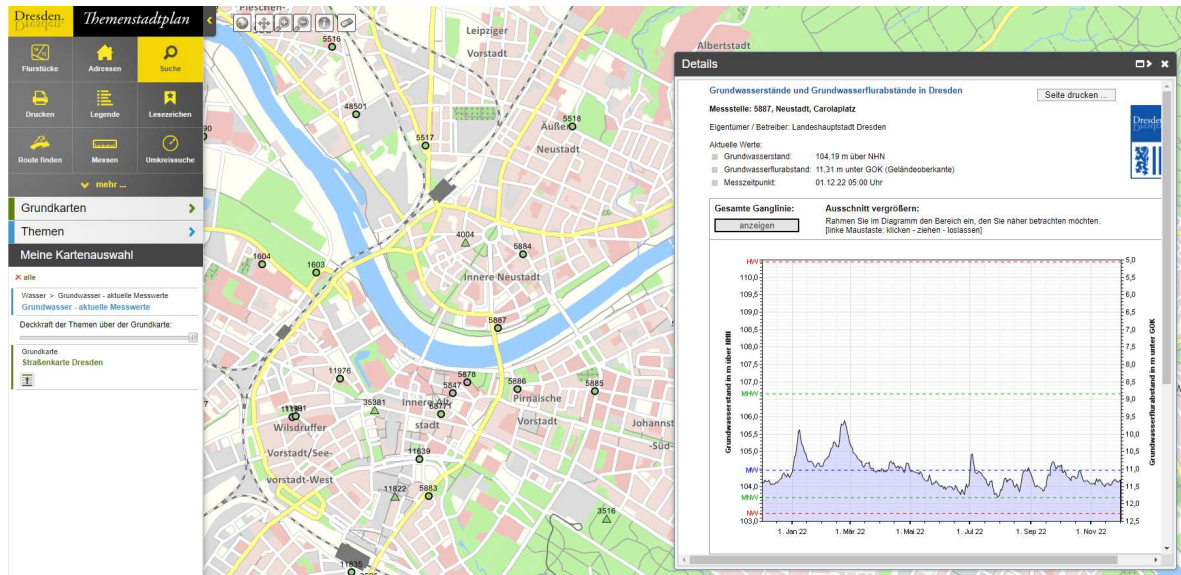 Dresden.
Dresden
Themenstadtplan
Flurstücke
Adressen
Suche
Drucken
Legende
Lesezeichen
Route finden
Messen
Umkreissuche
mehr ...
Grundkarten
Themen
Meine Kartenauswahl
alle
Wasser > Grundwasser - aktuelle Messwerte
Grundwasser - aktuelle Messwerte
Deckkraft der Themen über der Grundkarte:
Grundkarte
Straßenkarte Dresden
Pieschen-
5516
Leipziger
Vorstadt
Albertstadt
48501
5517
5518
Äußere
Neustadt
4004
5884
1604
1603
Innere Neustadt
5887
11976
5878
5847
5886
5885
35381
Innere Alt-
stadt
Pirnaische
Vorstadt
Johannst
-Süd-
Wilsdruffer
Vorstadt/See-
vorstadt-West
11639
11822
5883
3516
11835
Details
Grundwasserstände und Grundwasserflurabstände in Dresden
Seite drucken ...
Messstelle: 5887, Neustadt, Carolaplatz
Eigentümer / Betreiber: Landeshauptstadt Dresden
Aktuelle Werte:
Grundwasserstand: 104,19 m über NHN
Grundwasserflurabstand: 11,31 m unter GOK (Geländeoberkante)
Messzeitpunkt: 01.12.22 05:00 Uhr
Gesamte Ganglinie:
anzeigen
Ausschnitt vergrößern:
Rahmen Sie im Diagramm den Bereich ein, den Sie näher betrachten möchten.
[linke Maustaste: klicken - ziehen - loslassen]
Grundwasserstand in m über NHN
HW
110,0
109,5
109,0
108,5
108,0
107,5
107,0
MHW
106,0
105,5
105,0
MW
104,0
MNW
NW
103,0
5,0
5,5
6,0
6,5
7,0
7,5
8,0
8,5
9,0
9,5
10,0
10,5
11,0
11,5
12,0
12,5
Grundwasserflurabstand in m unter GOK
1. Jan 22
1. Mär 22
1. Mai 22
1. Jul 22
1. Sep 22
1. Nov 22